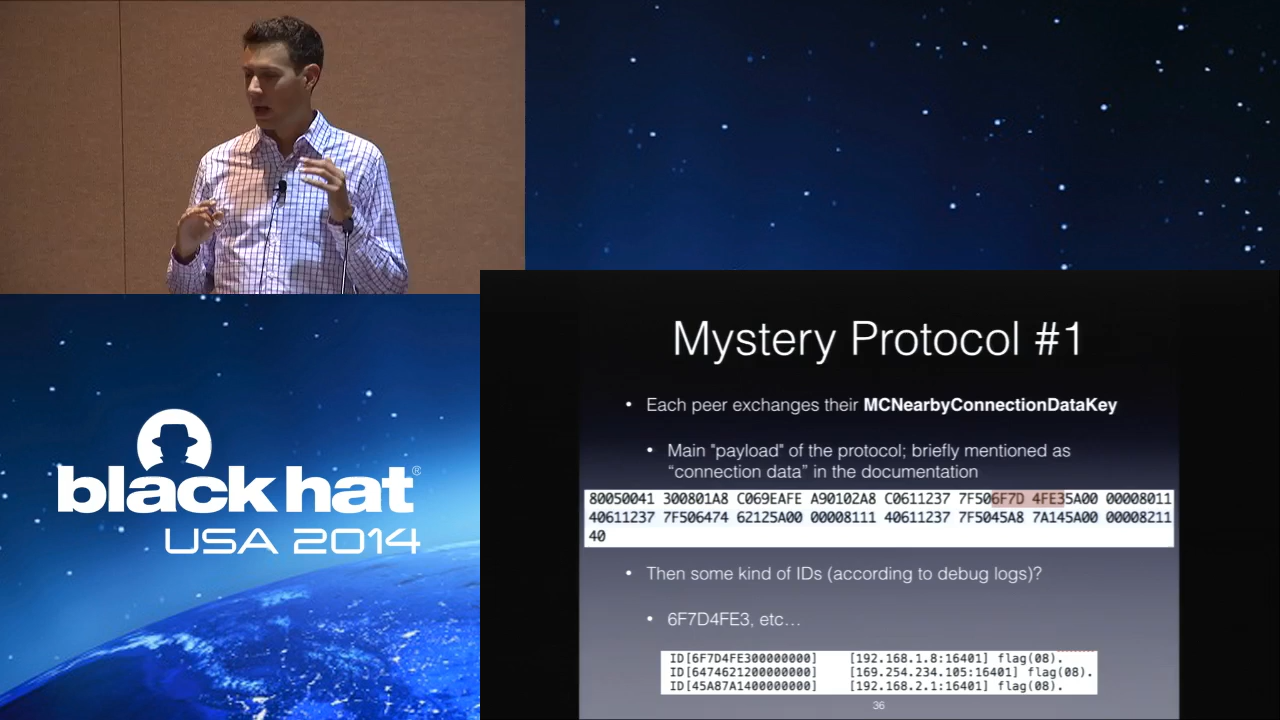 black hat®
USA 2014
Mystery Protocol #1
• Each peer exchanges their MCNearbyConnectionDataKey
• Main "payload" of the protocol; briefly mentioned as
“connection data” in the documentation
80050041 300801A8 C069EAFE A90102A8 C0611237 7F506F7D 4FE35A00 00008011
40611237 7F506474 62125A00 00008111 40611237 7F5045A8 7A145A00 00008211
40
• Then some kind of IDs (according to debug logs)?
• 6F7D4FE3, etc…
ID[6F7D4FE300000000] [192.168.1.8:16401] flag(08).
ID[6474621200000000] [169.254.234.105:16401] flag(08).
ID[45A87A1400000000] [192.168.2.1:16401] flag(08).
36